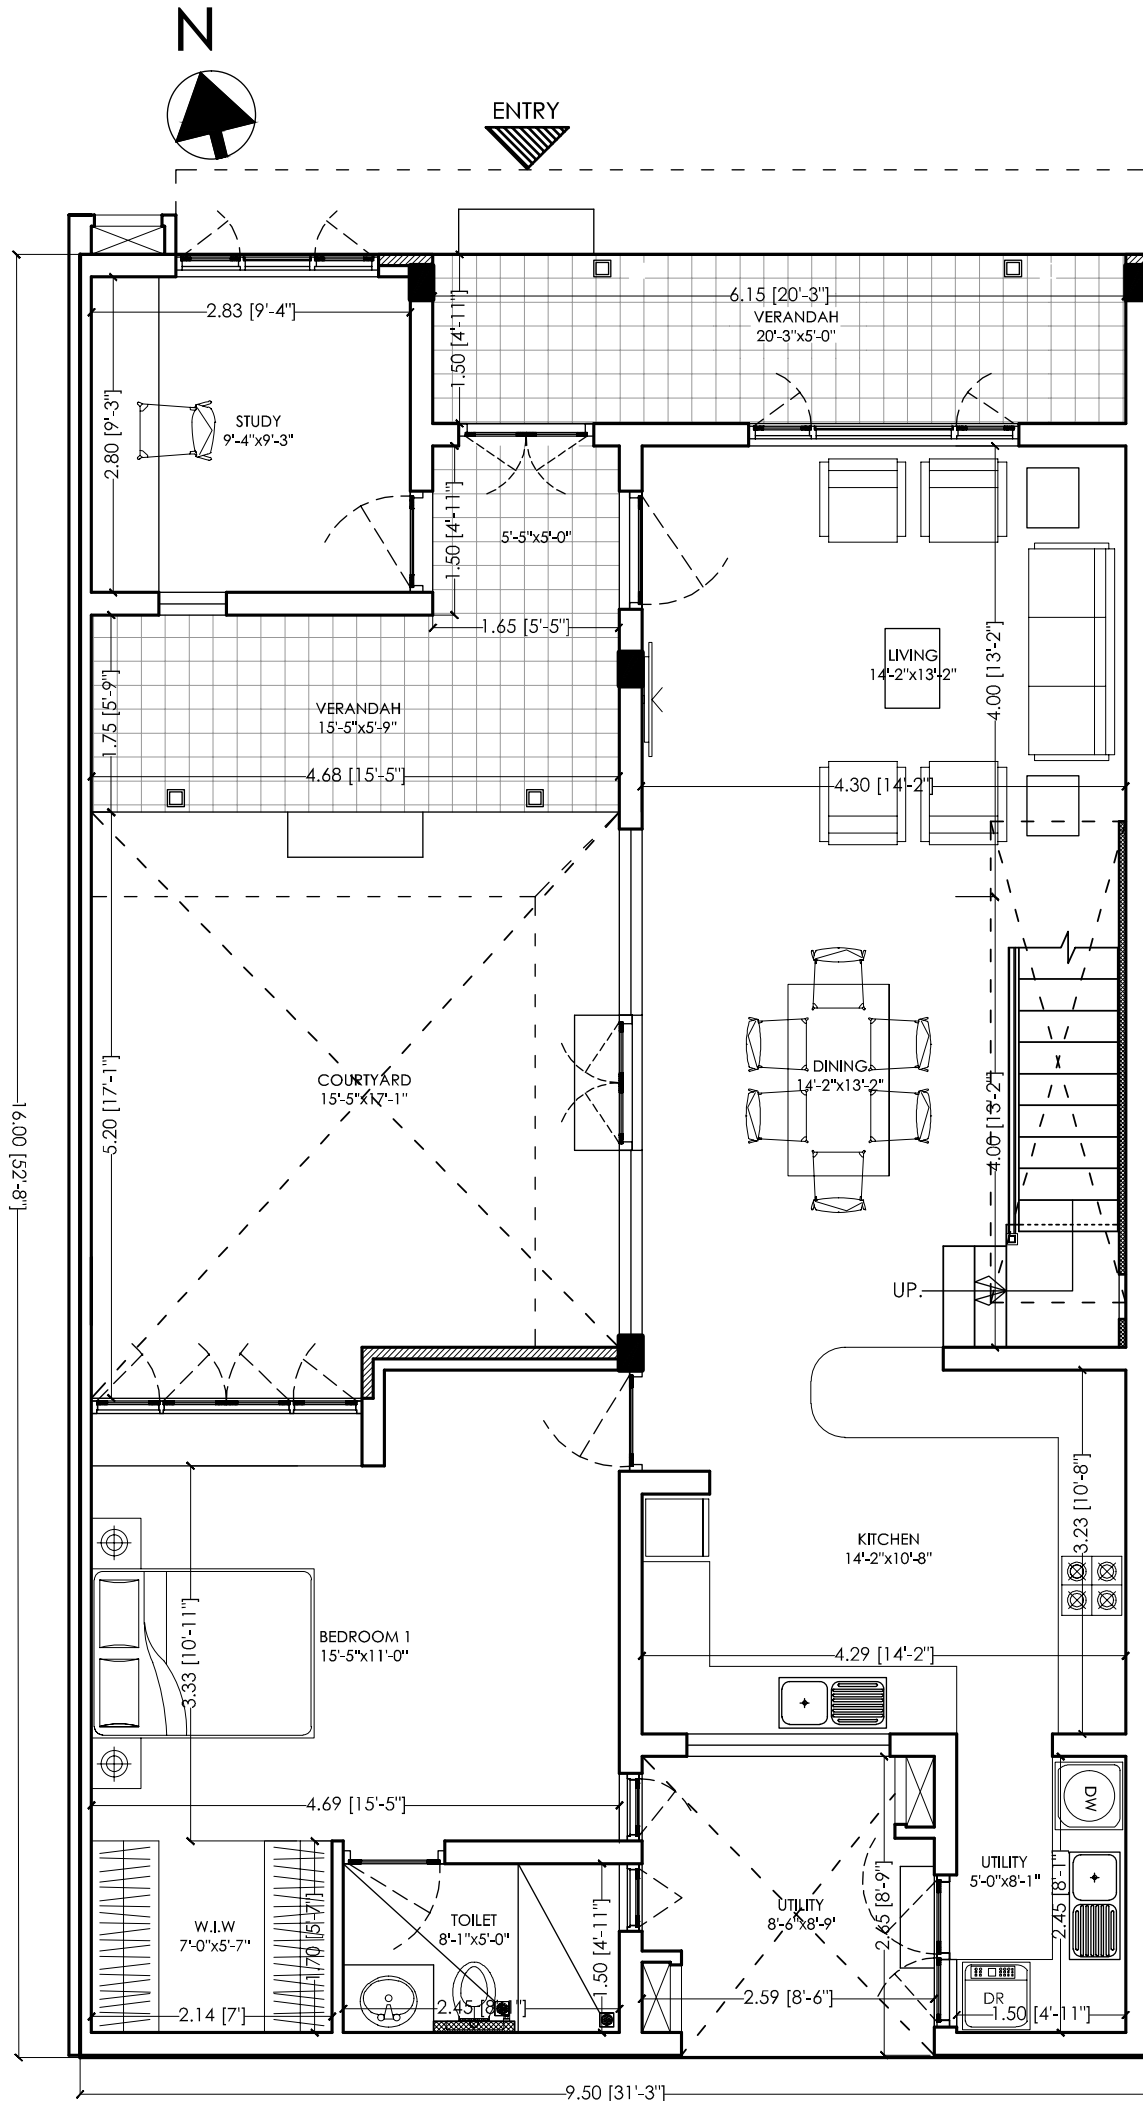 N
ENTRY
6.15 [20'-3"]
VERANDAH
20'-3"x5'-0"
1.50 [4'-11"]
2.83 [9'-4"]
2.80 [9'-3"]
STUDY
9'-4"x9'-3"
1.50 [4'-11"]
5'-5"x5'-0"
1.65 [5'-5"]
LIVING
14'-2"x13'-2"
4.00 [13'-2"]
1.75 [5'-9"]
VERANDAH
15'-5"x5'-9"
4.68 [15'-5"]
4.30 [14'-2"]
16.00 [52'-8"]
5.20 [17'-1"]
COURTYARD
15'-5"x17'-1"
DINING
14'-2"x13'-2"
4.00 [13'-2"]
UP.
3.23 [10'-8"]
KITCHEN
14'-2"x10'-8"
3.33 [10'-11"]
BEDROOM 1
15'-5"x11'-0"
4.29 [14'-2"]
4.69 [15'-5"]
DW
UTILITY
5'-0"x8'-1"
2.45 [8'-1"]
W.I.W
7'-0"x5'-7"
1.70 [5'-7"]
TOILET
8'-1"x5'-0"
1.50 [4'-11"]
UTILITY
8'-6"x8'-9'
2.65 [8'-9"]
2.14 [7']
2.59 [8'-6"]
DR
1.50 [4'-11"]
9.50 [31'-3"]